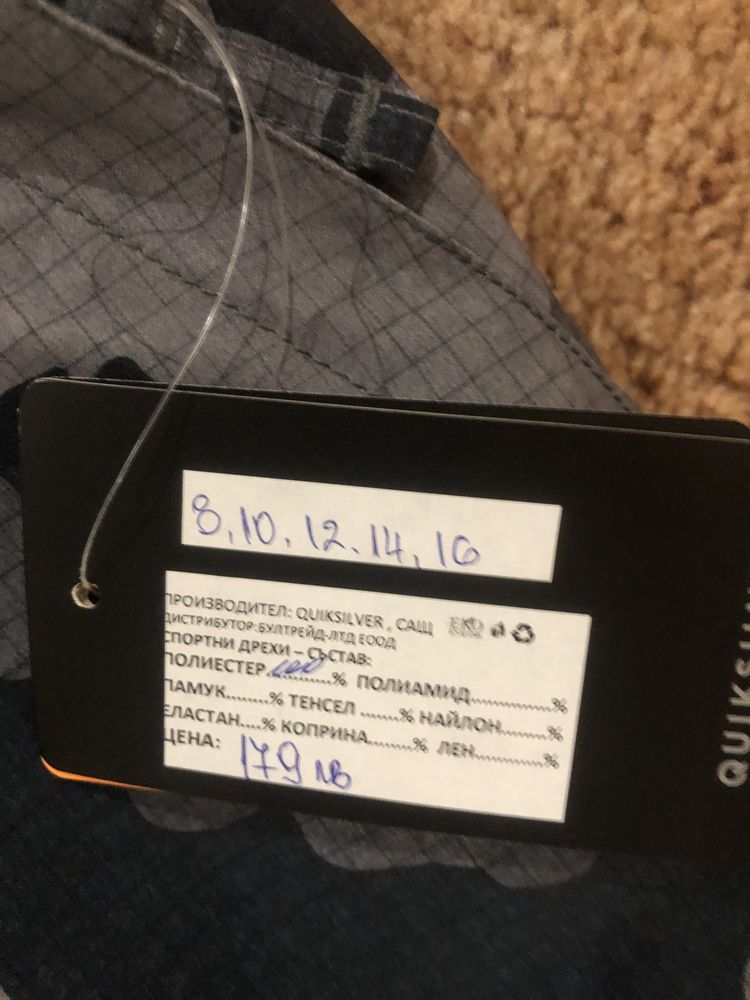 8, 10, 12, 14, 16
ПРОИЗВОДИТЕЛ: QUIKSILVER , САЩ
ДИСТРИБУТОР:БУЛТРЕЙД-ЛТД ЕООД
СПОРТНИ ДРЕХИ – СЪСТАВ:
ПОЛИЕСТЕР 100..........% ПОЛИАМИД................%
ПАМУК........% ТЕНСЕЛ .......% НАЙЛОН...........%
ЕЛАСТАН....% КОПРИНА........% ЛЕН.............%
ЦЕНА: 179 лв
QUIKSILV